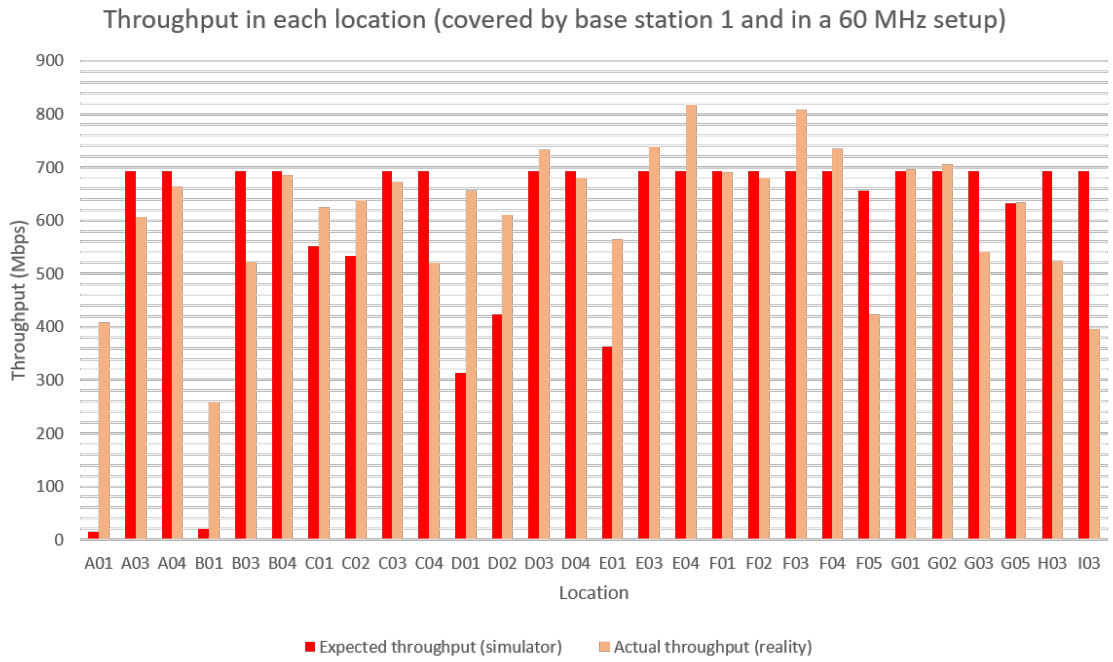 Throughput in each location (covered by base station 1 and in a 60 MHz setup)
900
800
700
600
500
400
300
200
100
0
Throughput (Mbps)
A01 A03 A04 B01 B03 B04 C01 C02 C03 C04 D01 D02 D03 D04 E01 E03 E04 F01 F02 F03 F04 F05 G01 G02 G03 G05 H03 I03
Location
Expected throughput (simulator) Actual throughput (reality)